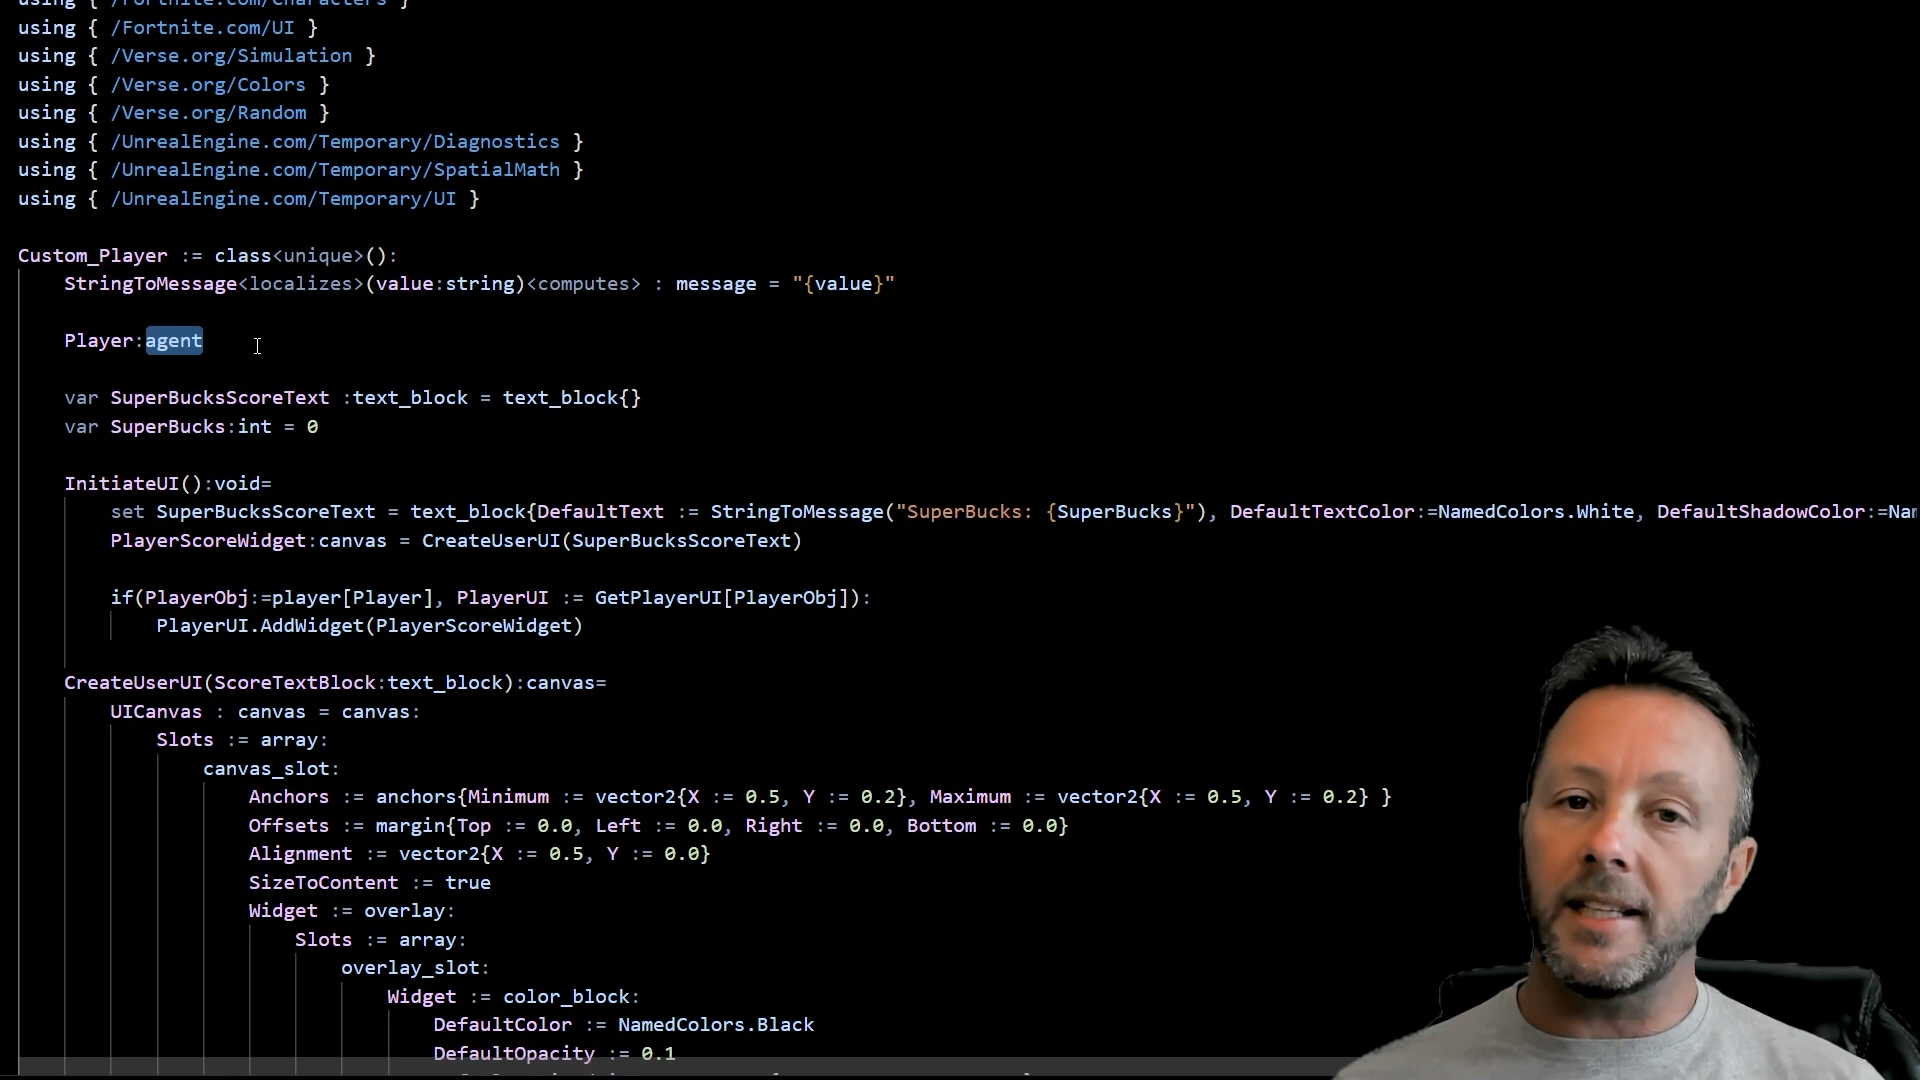 using { /Fortnite.com/Characters }
using { /Fortnite.com/UI }
using { /Verse.org/Simulation }
using { /Verse.org/Colors }
using { /Verse.org/Random }
using { /UnrealEngine.com/Temporary/Diagnostics }
using { /UnrealEngine.com/Temporary/SpatialMath }
using { /UnrealEngine.com/Temporary/UI }
Custom_Player := class<unique>():
StringToMessage<localizes>(value:string)<computes> : message = "{value}"
Player:agent
var SuperBucksScoreText :text_block = text_block{}
var SuperBucks:int = 0
InitiateUI():void=
set SuperBucksScoreText = text_block{DefaultText := StringToMessage("SuperBucks: {SuperBucks}"), DefaultTextColor:=NamedColors.White, DefaultShadowColor:=Nam
PlayerScoreWidget:canvas = CreateUserUI(SuperBucksScoreText)
if(PlayerObj:=player[Player], PlayerUI := GetPlayerUI[PlayerObj]):
PlayerUI.AddWidget(PlayerScoreWidget)
CreateUserUI(ScoreTextBlock:text_block):canvas=
UICanvas : canvas = canvas:
Slots := array:
canvas_slot:
Anchors := anchors{Minimum := vector2{X := 0.5, Y := 0.2}, Maximum := vector2{X := 0.5, Y := 0.2} }
Offsets := margin{Top := 0.0, Left := 0.0, Right := 0.0, Bottom := 0.0}
Alignment := vector2{X := 0.5, Y := 0.0}
SizeToContent := true
Widget := overlay:
Slots := array:
overlay_slot:
Widget := color_block:
DefaultColor := NamedColors.Black
DefaultOpacity := 0.1